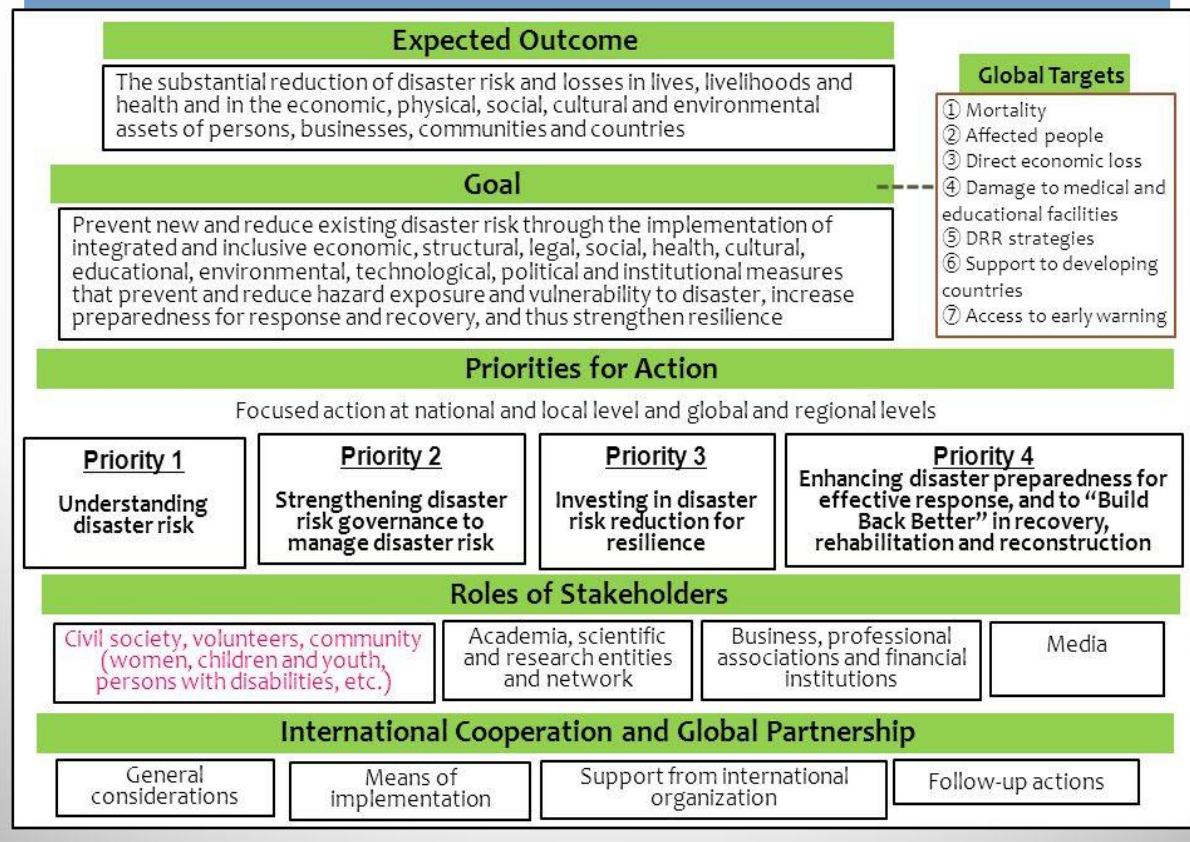 Expected Outcome
The substantial reduction of disaster risk and losses in lives, livelihoods and
health and in the economic, physical, social, cultural and environmental
assets of persons, businesses, communities and countries
Global Targets
① Mortality
② Affected people
③ Direct economic loss
④ Damage to medical and
educational facilities
⑤ DRR strategies
⑥ Support to developing
countries
⑦ Access to early warning
Goal
Prevent new and reduce existing disaster risk through the implementation of
integrated and inclusive economic, structural, legal, social, health, cultural,
educational, environmental, technological, political and institutional measures
that prevent and reduce hazard exposure and vulnerability to disaster, increase
preparedness for response and recovery, and thus strengthen resilience
Priorities for Action
Focused action at national and local level and global and regional levels
Priority 1
Understanding
disaster risk
Priority 2
Strengthening disaster
risk governance to
manage disaster risk
Priority 3
Investing in disaster
risk reduction for
resilience
Priority 4
Enhancing disaster preparedness for
effective response, and to “Build
Back Better” in recovery,
rehabilitation and reconstruction
Roles of Stakeholders
Civil society, volunteers, community
(women, children and youth,
persons with disabilities, etc.)
Academia, scientific
and research entities
and network
Business, professional
associations and financial
institutions
Media
International Cooperation and Global Partnership
General
considerations
Means of
implementation
Support from international
organization
Follow-up actions